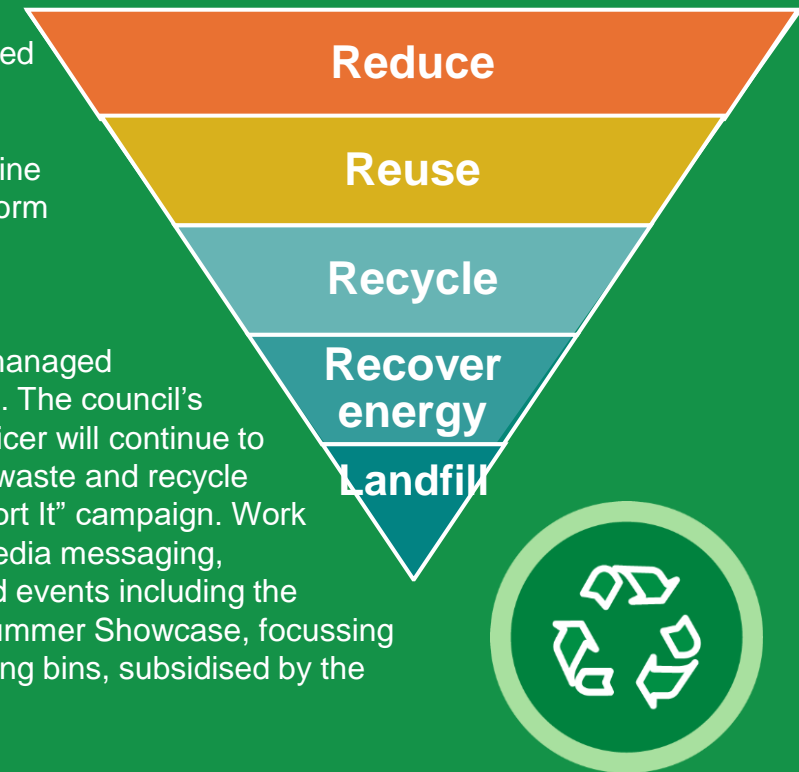 ed
ine
orm
managed
. The council's
icer will continue to
waste and recycle
ort It” campaign. Work
edia messaging,
d events including the
ummer Showcase, focussing
ng bins, subsidised by the
Reduce
Reuse
Recycle
Recover
energy
Landfill